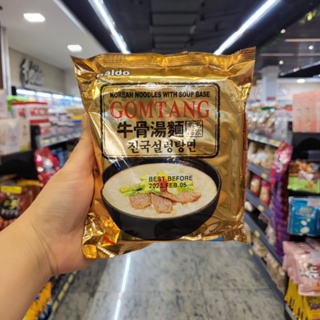 Paldo
KOREAN NOODLES WITH SOUP BASE
GOMTANG
牛骨湯麵
진국설렁탕면
BEST BEFORE
2023.FEB.05